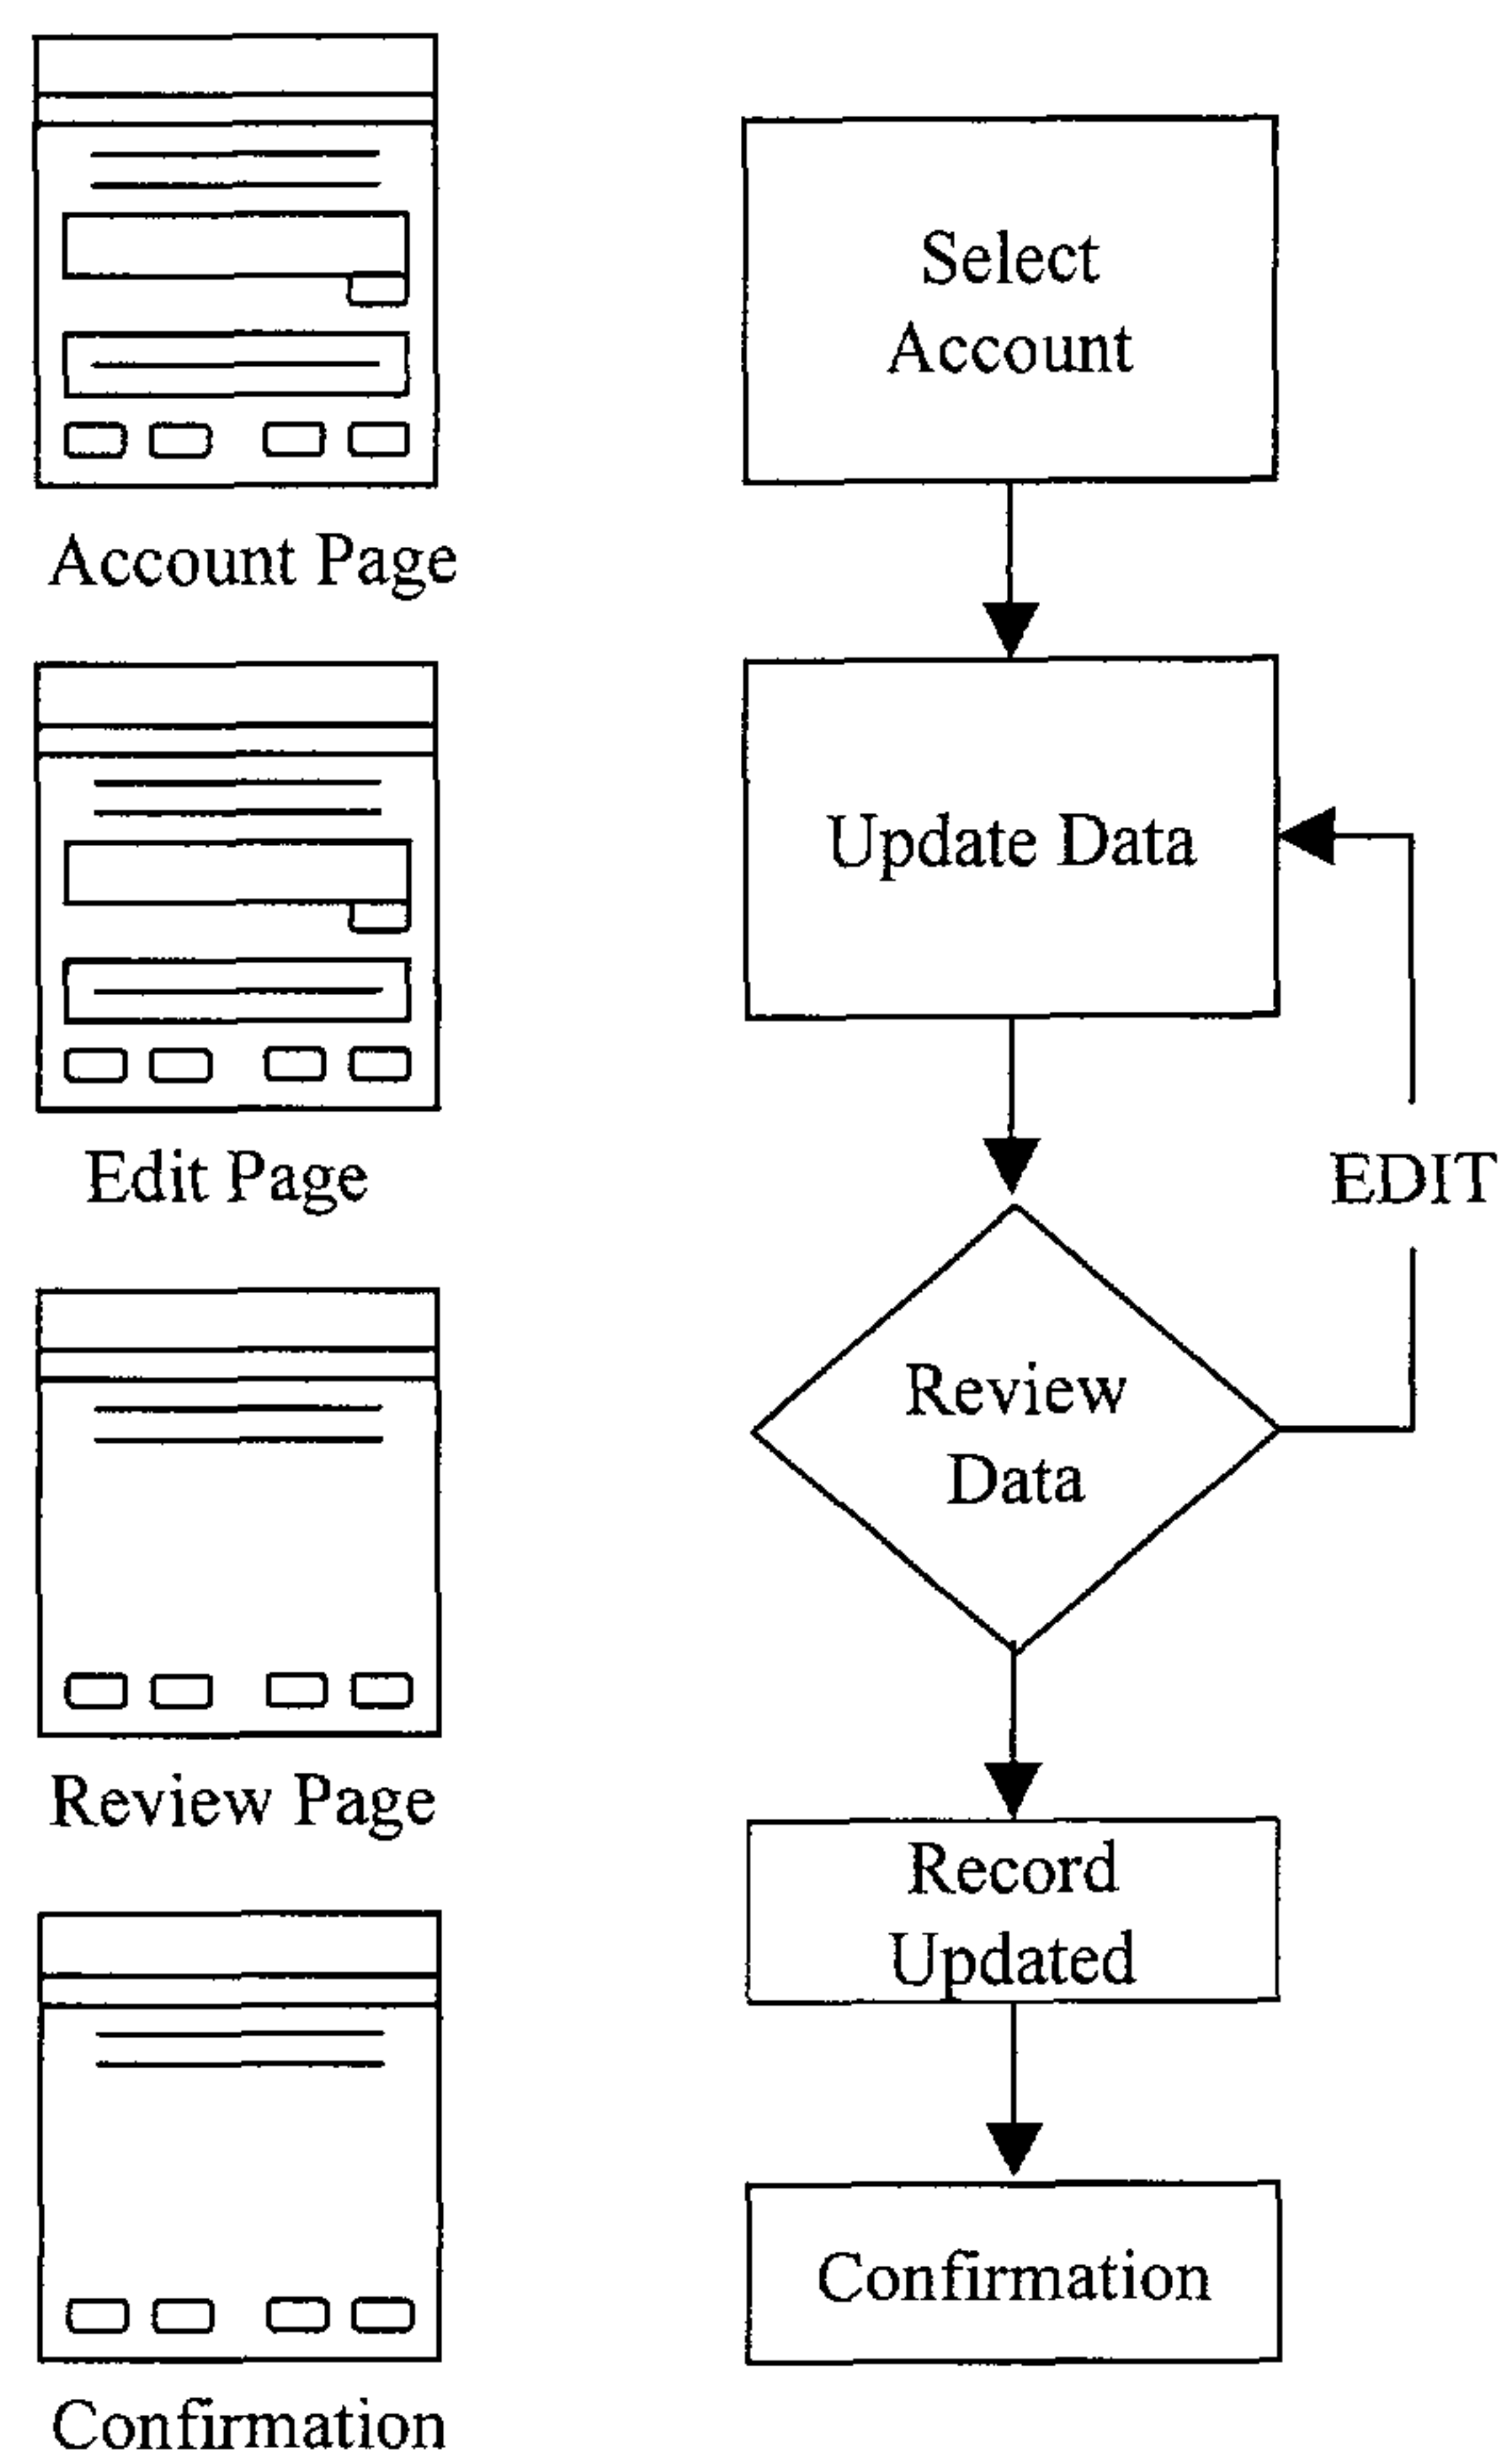 Select
Account
Account Page
Update Data
Edit Page
EDIT
Review
Data
Review Page
Record
Updated
Confirmation
Confirmation